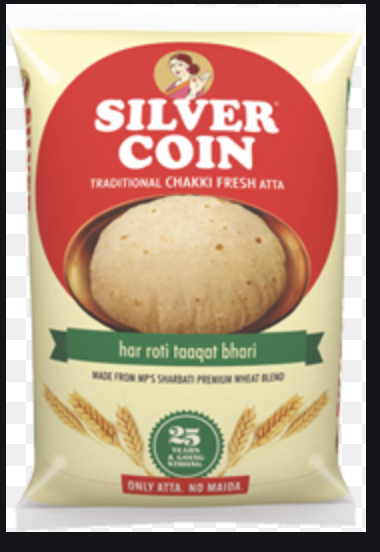 SILVER
COIN
TRADITIONAL CHAKKI FRESH ATTA
har roti taaqat bhari
MADE FROM MP'S SHARBATI PREMIUM WHEAT BLEND
25
YEARS
& GOING
STRONG
ONLY ATTA. NO MAIDA.